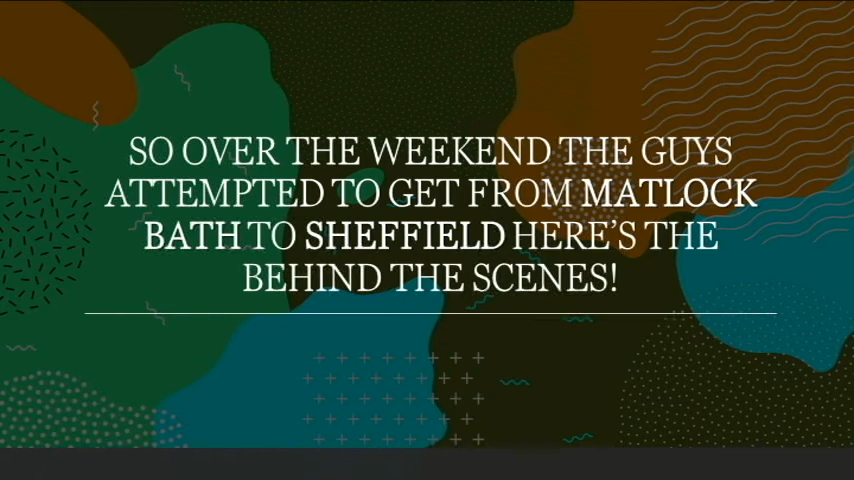 SO OVER THE WEEKEND THE GUYS
ATTEMPTED TO GET FROM MATLOCK
BATH TO SHEFFIELD HERE’S THE
BEHIND THE SCENES!